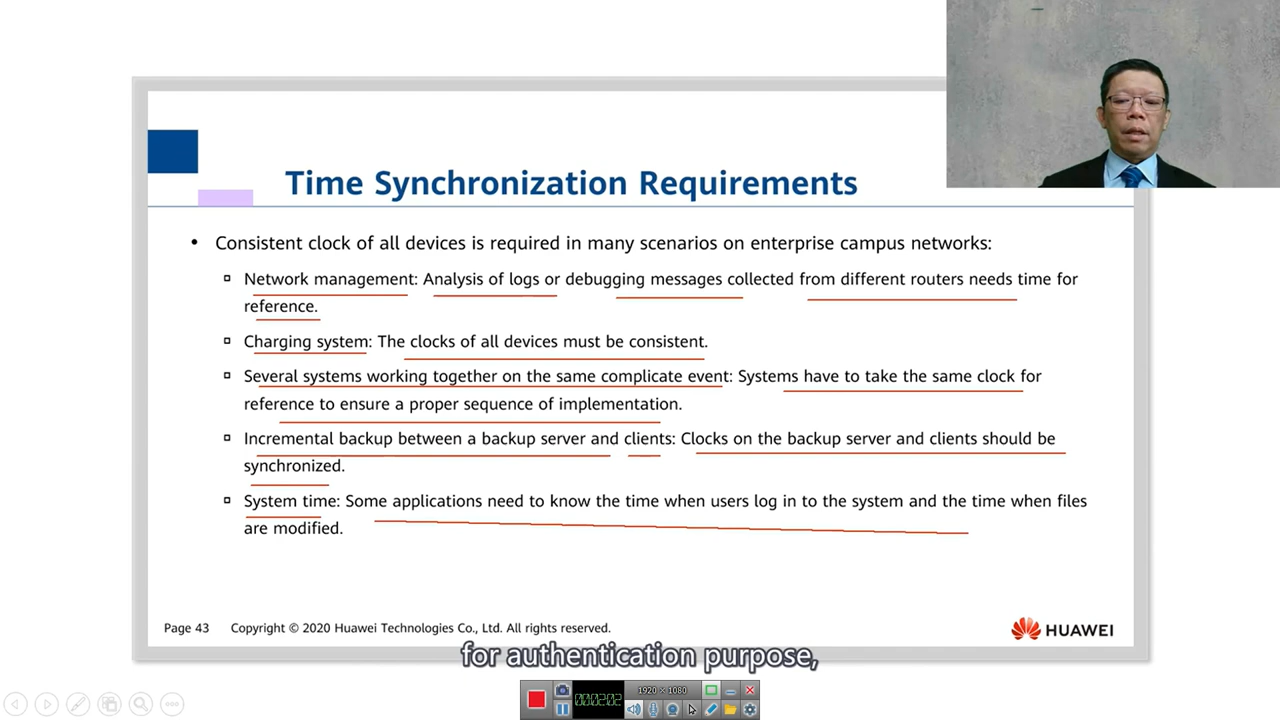 Time Synchronization Requirements
• Consistent clock of all devices is required in many scenarios on enterprise campus networks:
Network management: Analysis of logs or debugging messages collected from different routers needs time for
reference.
Charging system: The clocks of all devices must be consistent.
Several systems working together on the same complicate event: Systems have to take the same clock for
reference to ensure a proper sequence of implementation.
Incremental backup between a backup server and clients: Clocks on the backup server and clients should be
synchronized.
System time: Some applications need to know the time when users log in to the system and the time when files
are modified.
Page 43 Copyright © 2020 Huawei Technologies Co., Ltd. All rights reserved.
HUAWEI
for authentication purpose,
000:02:02 1920 × 1080